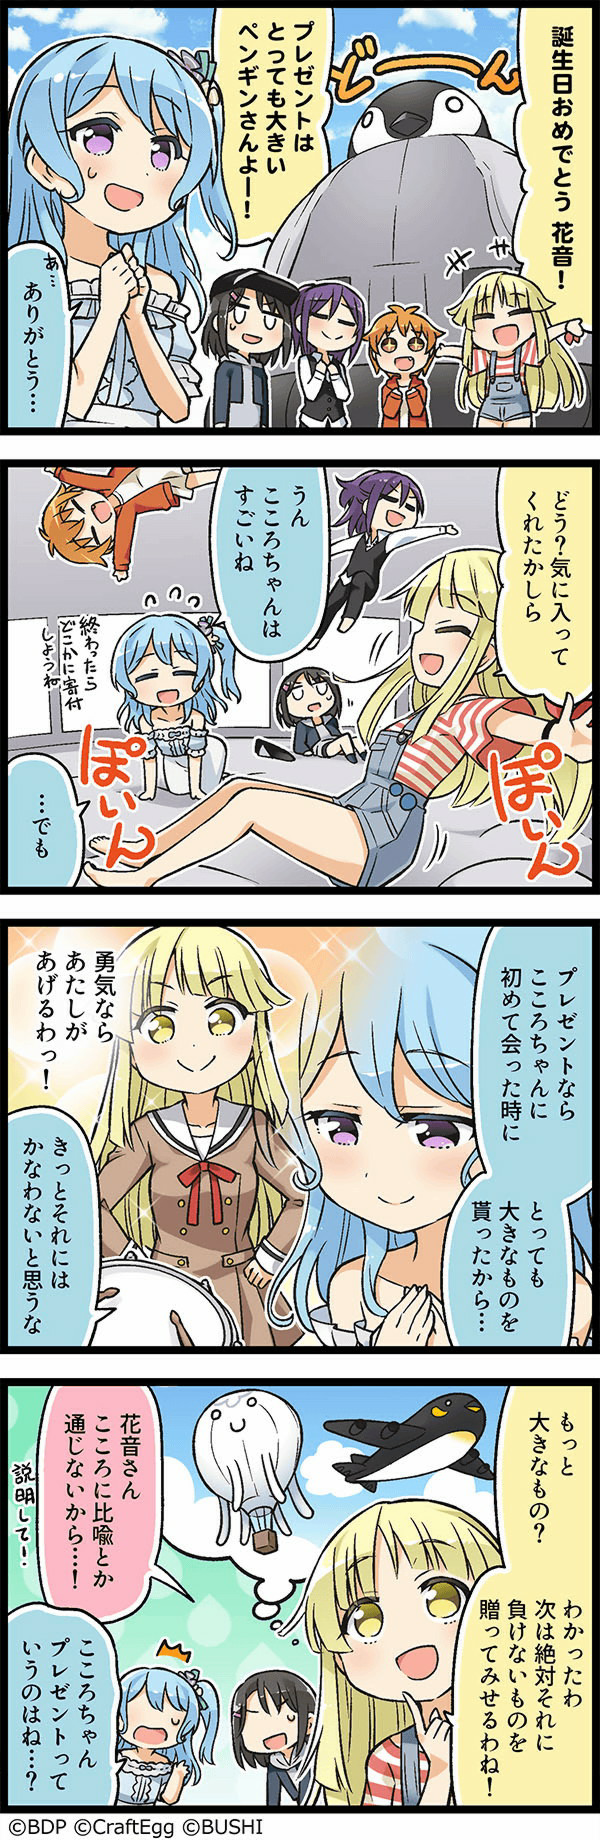 誕生日おめでとう 花音！
プレゼントは
とっても大きい
ペンギンさんよー！
どーん
あ…
ありがとう…
どう？気に入って
くれたかしら
うん
こころちゃんは
すごいね
終わったら
どこかに寄付
しようね
ぽいん
ぽいん
…でも
プレゼントなら
こころちゃんに
初めて会った時に
とっても
大きなものを
貰ったから…
勇気なら
あたしが
あげるわっ！
きっとそれには
かなわないと思うな
もっと
大きなもの？
わかったわ
次は絶対それに
負けないものを
贈ってみせるわね！
花音さん
こころに比喩とか
通じないから…！
説明して！
こころちゃん
プレゼントって
いうのはね…？
©BDP ©CraftEgg ©BUSHI